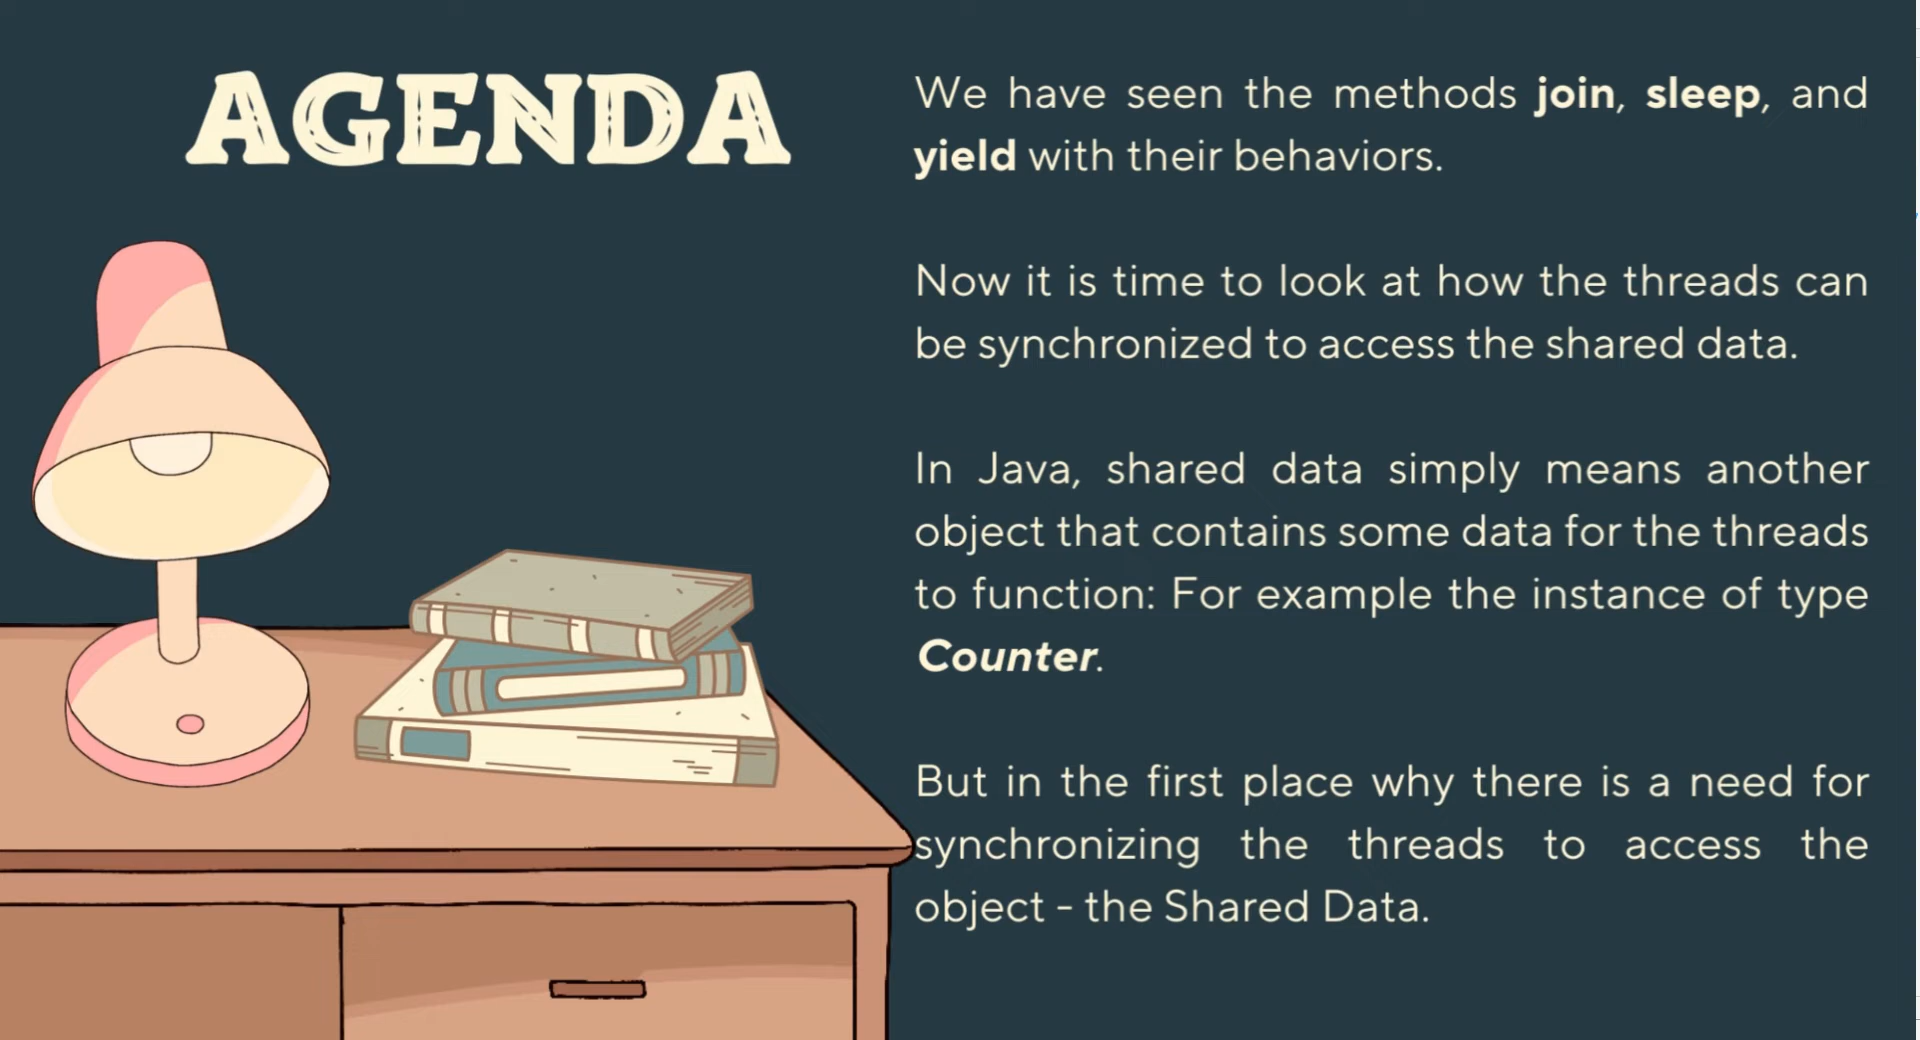 AGENDA
We have seen the methods join, sleep, and
yield with their behaviors.
Now it is time to look at how the threads can
be synchronized to access the shared data.
In Java, shared data simply means another
object that contains some data for the threads
to function: For example the instance of type
Counter.
But in the first place why there is a need for
synchronizing the threads to access the
object - the Shared Data.